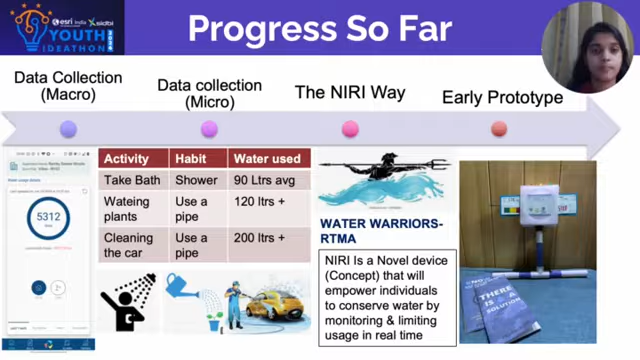 esri india
sidbi
YOUTH
IDEATHON
Progress So Far
Data Collection
(Macro)
Data collection
(Micro)
The NIRI Way
Early Prototype
5312
Activity Habit Water used
Take Bath Shower 90 Ltrs avg
Wateing plants Use a pipe 120 ltrs +
Cleaning the car Use a pipe 200 ltrs +
WATER WARRIORS-
RTMA
NIRI Is a Novel device
(Concept) that will
empower individuals
to conserve water by
monitoring & limiting
usage in real time
THERE
IS A
SOLUTION